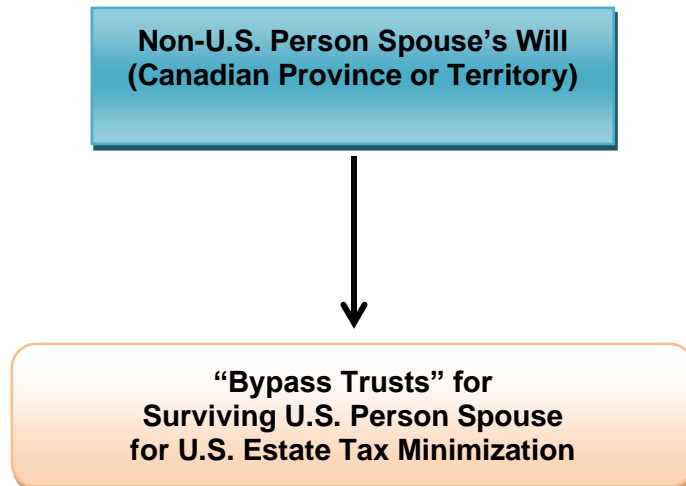 Non-U.S. Person Spouse’s Will
(Canadian Province or Territory)
“Bypass Trusts” for
Surviving U.S. Person Spouse
for U.S. Estate Tax Minimization